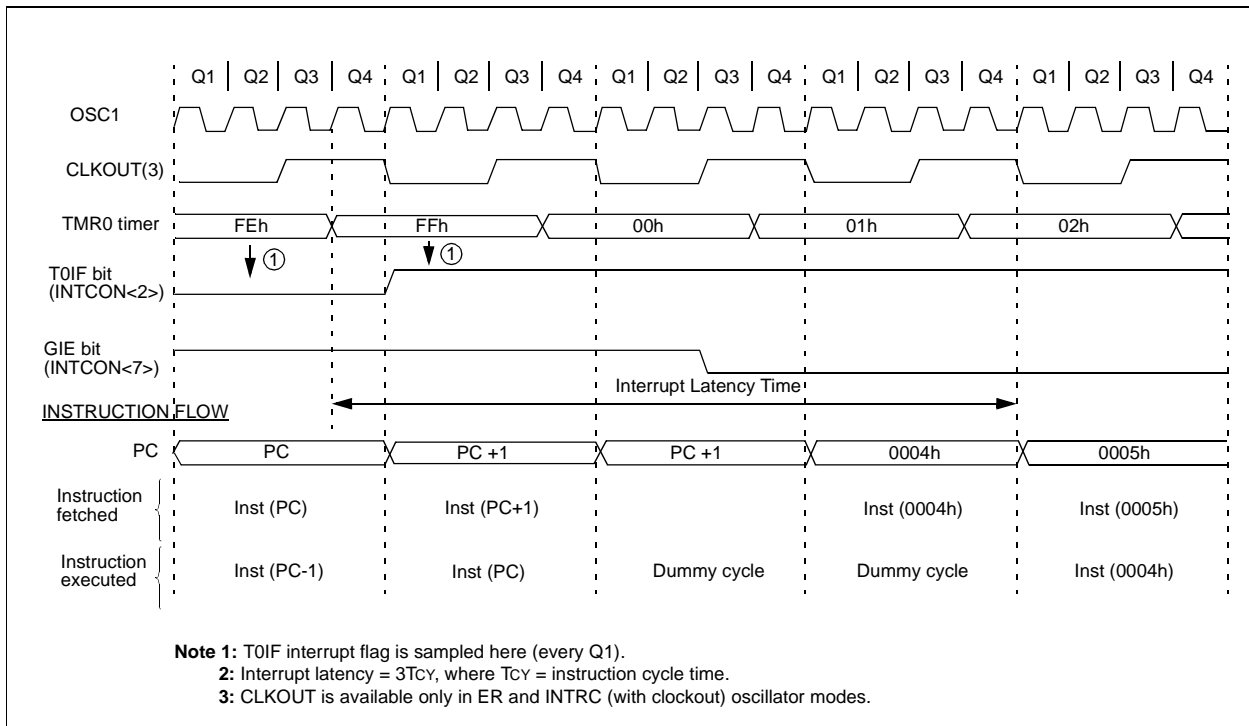 Q1 Q2 Q3 Q4 Q1 Q2 Q3 Q4 Q1 Q2 Q3 Q4 Q1 Q2 Q3 Q4 Q1 Q2 Q3 Q4
OSC1
CLKOUT(3)
TMR0 timer FEh FFh 00h 01h 02h
1 1
T0IF bit
(INTCON<2>)
GIE bit
(INTCON<7>)
Interrupt Latency Time
INSTRUCTION FLOW
PC PC PC +1 PC +1 0004h 0005h
Instruction
fetched
Inst (PC) Inst (PC+1) Inst (0004h) Inst (0005h)
Instruction
executed
Inst (PC-1) Inst (PC) Dummy cycle Dummy cycle Inst (0004h)
Note 1: T0IF interrupt flag is sampled here (every Q1).
2: Interrupt latency = 3TCY, where TCY = instruction cycle time.
3: CLKOUT is available only in ER and INTRC (with clockout) oscillator modes.